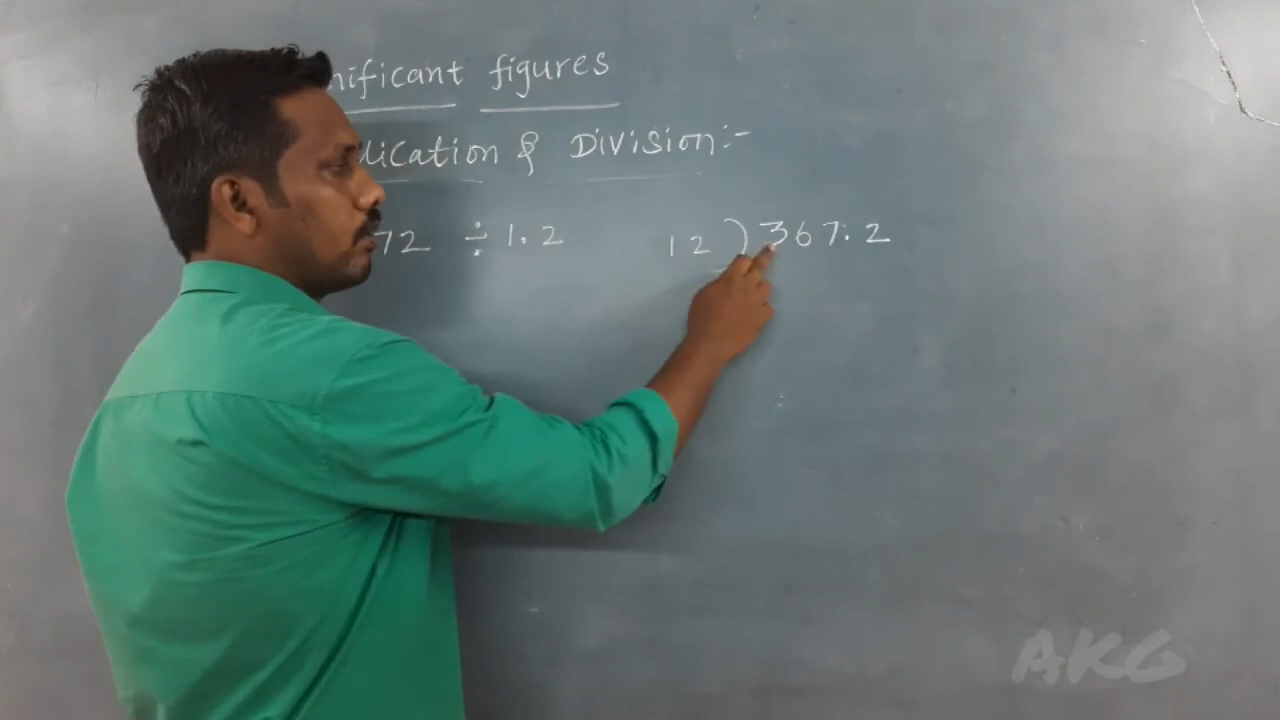 nificant figures
lication & Division:-
72 ÷ 1.2 12 ) 367.2
AKG